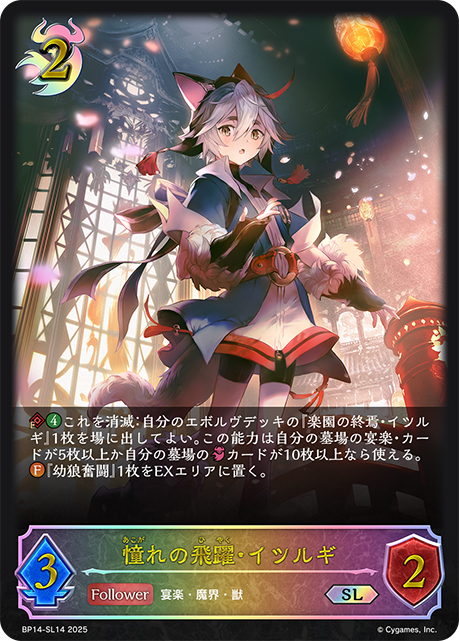 2
4 これを消滅:自分のエボルヴデッキの『楽園の終焉・イツル
ギ』1枚を場に出してよい。この能力は自分の墓場の宴楽・カー
ドが5枚以上か自分の墓場のカードが10枚以上なら使える。
F 『幼狼奮闘』1枚をEXエリアに置く。
あこが ひやく
憧れの飛躍・イツルギ
3
Follower 宴楽・魔界・獣
SL
2
BP14-SL14 2025
© Cygames, Inc.